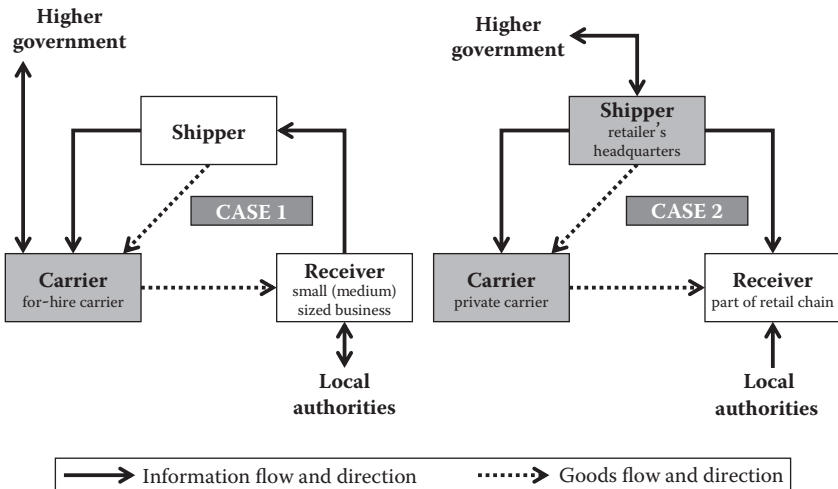 Higher
government
Shipper
CASE 1
Carrier
for-hire carrier
Receiver
small (medium)
sized business
Local
authorities
Higher
government
Shipper
retailer's
headquarters
CASE 2
Carrier
private carrier
Receiver
part of retail chain
Local
authorities
Information flow and direction
Goods flow and direction